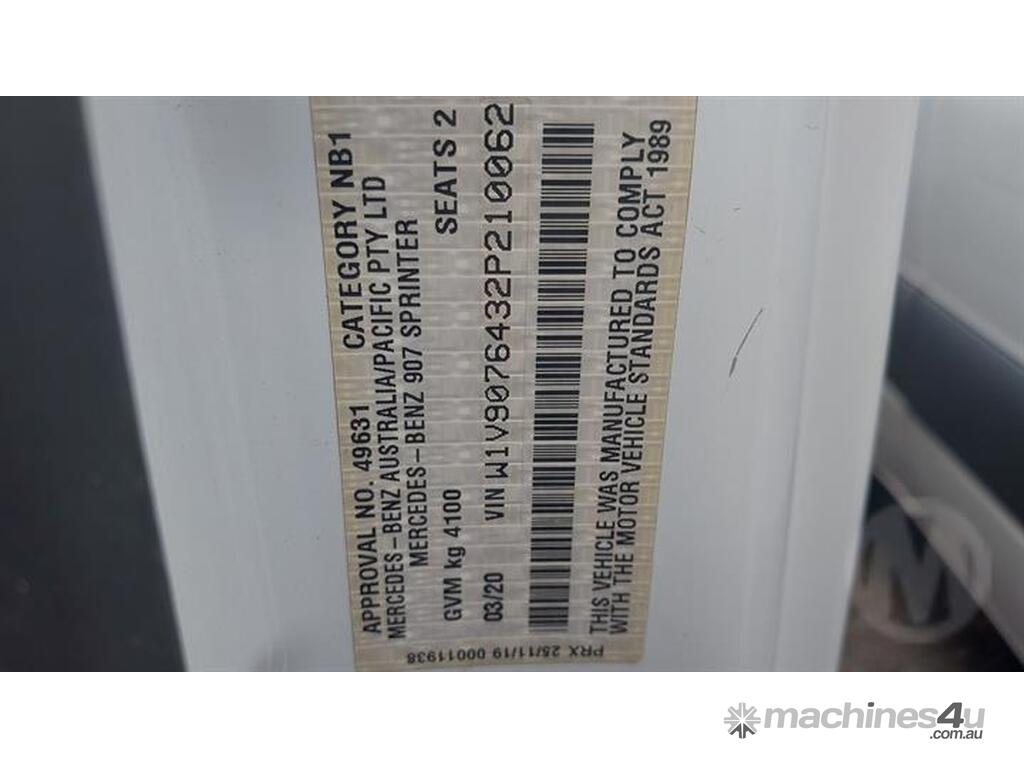 APPROVAL NO. 49631 CATEGORY NB1
MERCEDES-BENZ AUSTRALIA/PACIFIC PTY LTD
MERCEDES-BENZ 907 SPRINTER
GVM kg 4100 SEATS 2
03/20 VIN W1V9076432P210062
THIS VEHICLE WAS MANUFACTURED TO COMPLY
WITH THE MOTOR VEHICLE STANDARDS ACT 1989
PRX 25/11/19 00011938
machines4u
.com.au